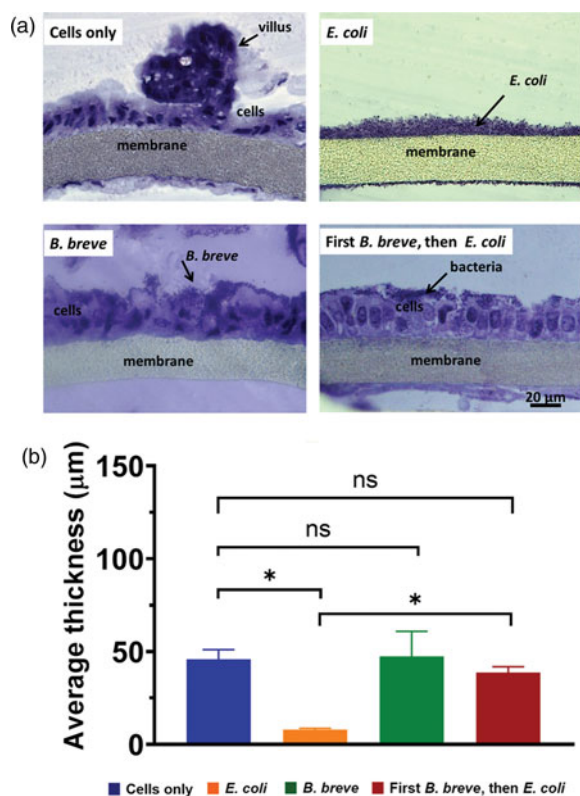 (a)
Cells only
villus
cells
membrane
E. coli
E. coli
membrane
B. breve
B. breve
cells
membrane
First B. breve, then E. coli
bacteria
cells
membrane
20 μm
(b)
Average thickness (μm)
150
100
50
0
ns
ns
*
*
Cells only E. coli B. breve First B. breve, then E. coli